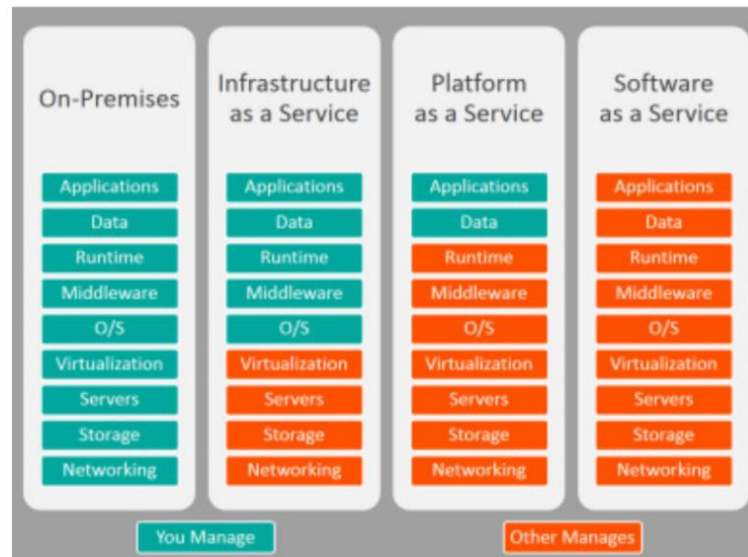 On-Premises
Applications
Data
Runtime
Middleware
O/S
Virtualization
Servers
Storage
Networking
Infrastructure
as a Service
Applications
Data
Runtime
Middleware
O/S
Virtualization
Servers
Storage
Networking
Platform
as a Service
Applications
Data
Runtime
Middleware
O/S
Virtualization
Servers
Storage
Networking
Software
as a Service
Applications
Data
Runtime
Middleware
O/S
Virtualization
Servers
Storage
Networking
You Manage
Other Manages